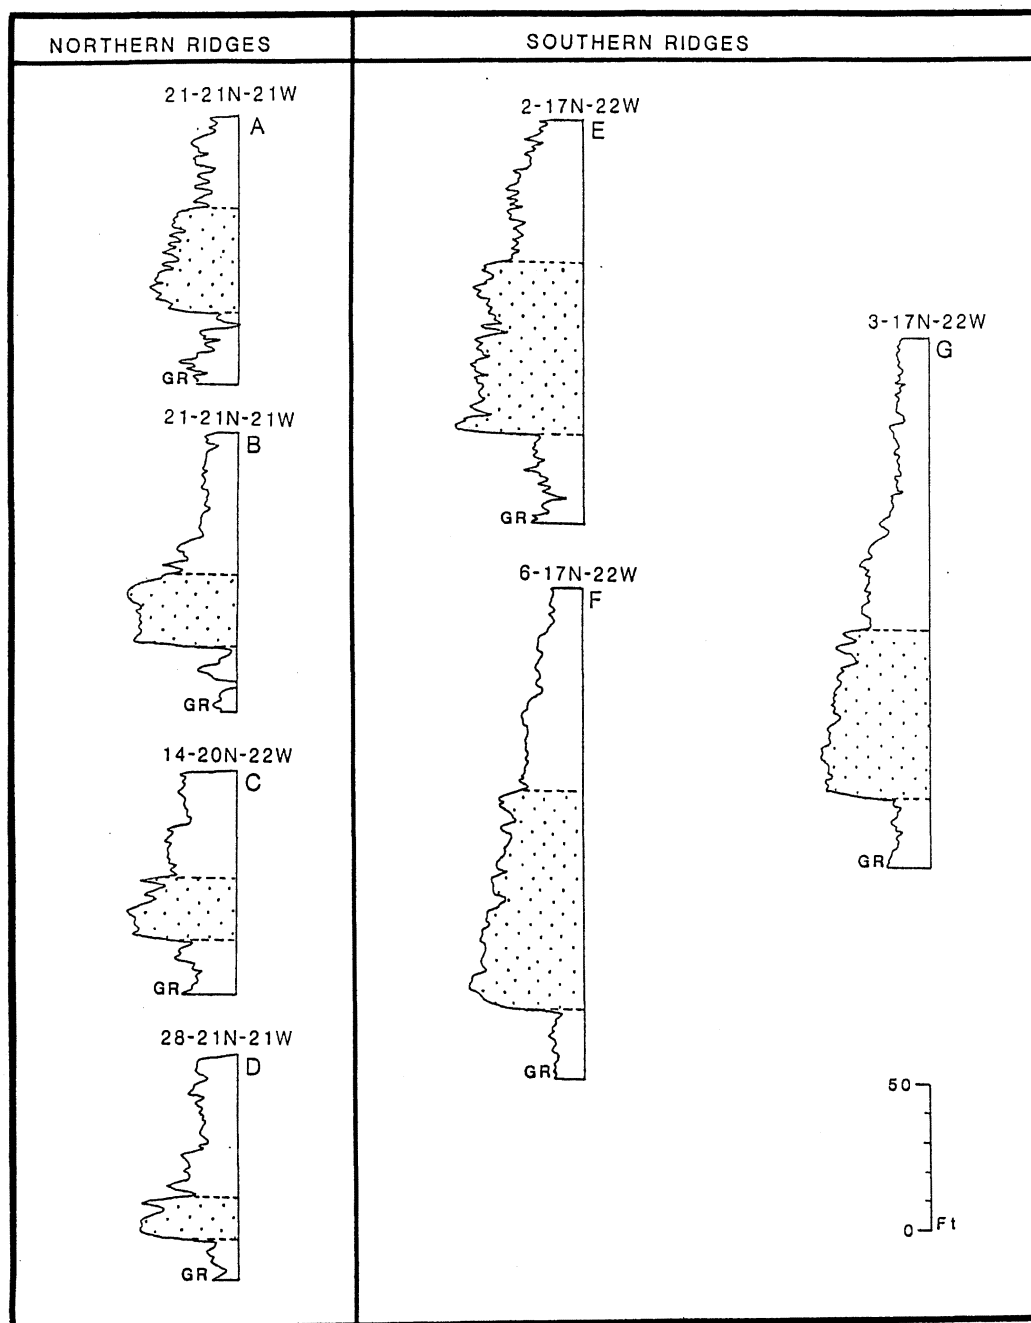 NORTHERN RIDGES
SOUTHERN RIDGES
21-21N-21W
A
GR
21-21N-21W
B
GR
14-20N-22W
C
GR
28-21N-21W
D
GR
2-17N-22W
E
GR
6-17N-22W
F
GR
3-17N-22W
G
GR
50
0 Ft